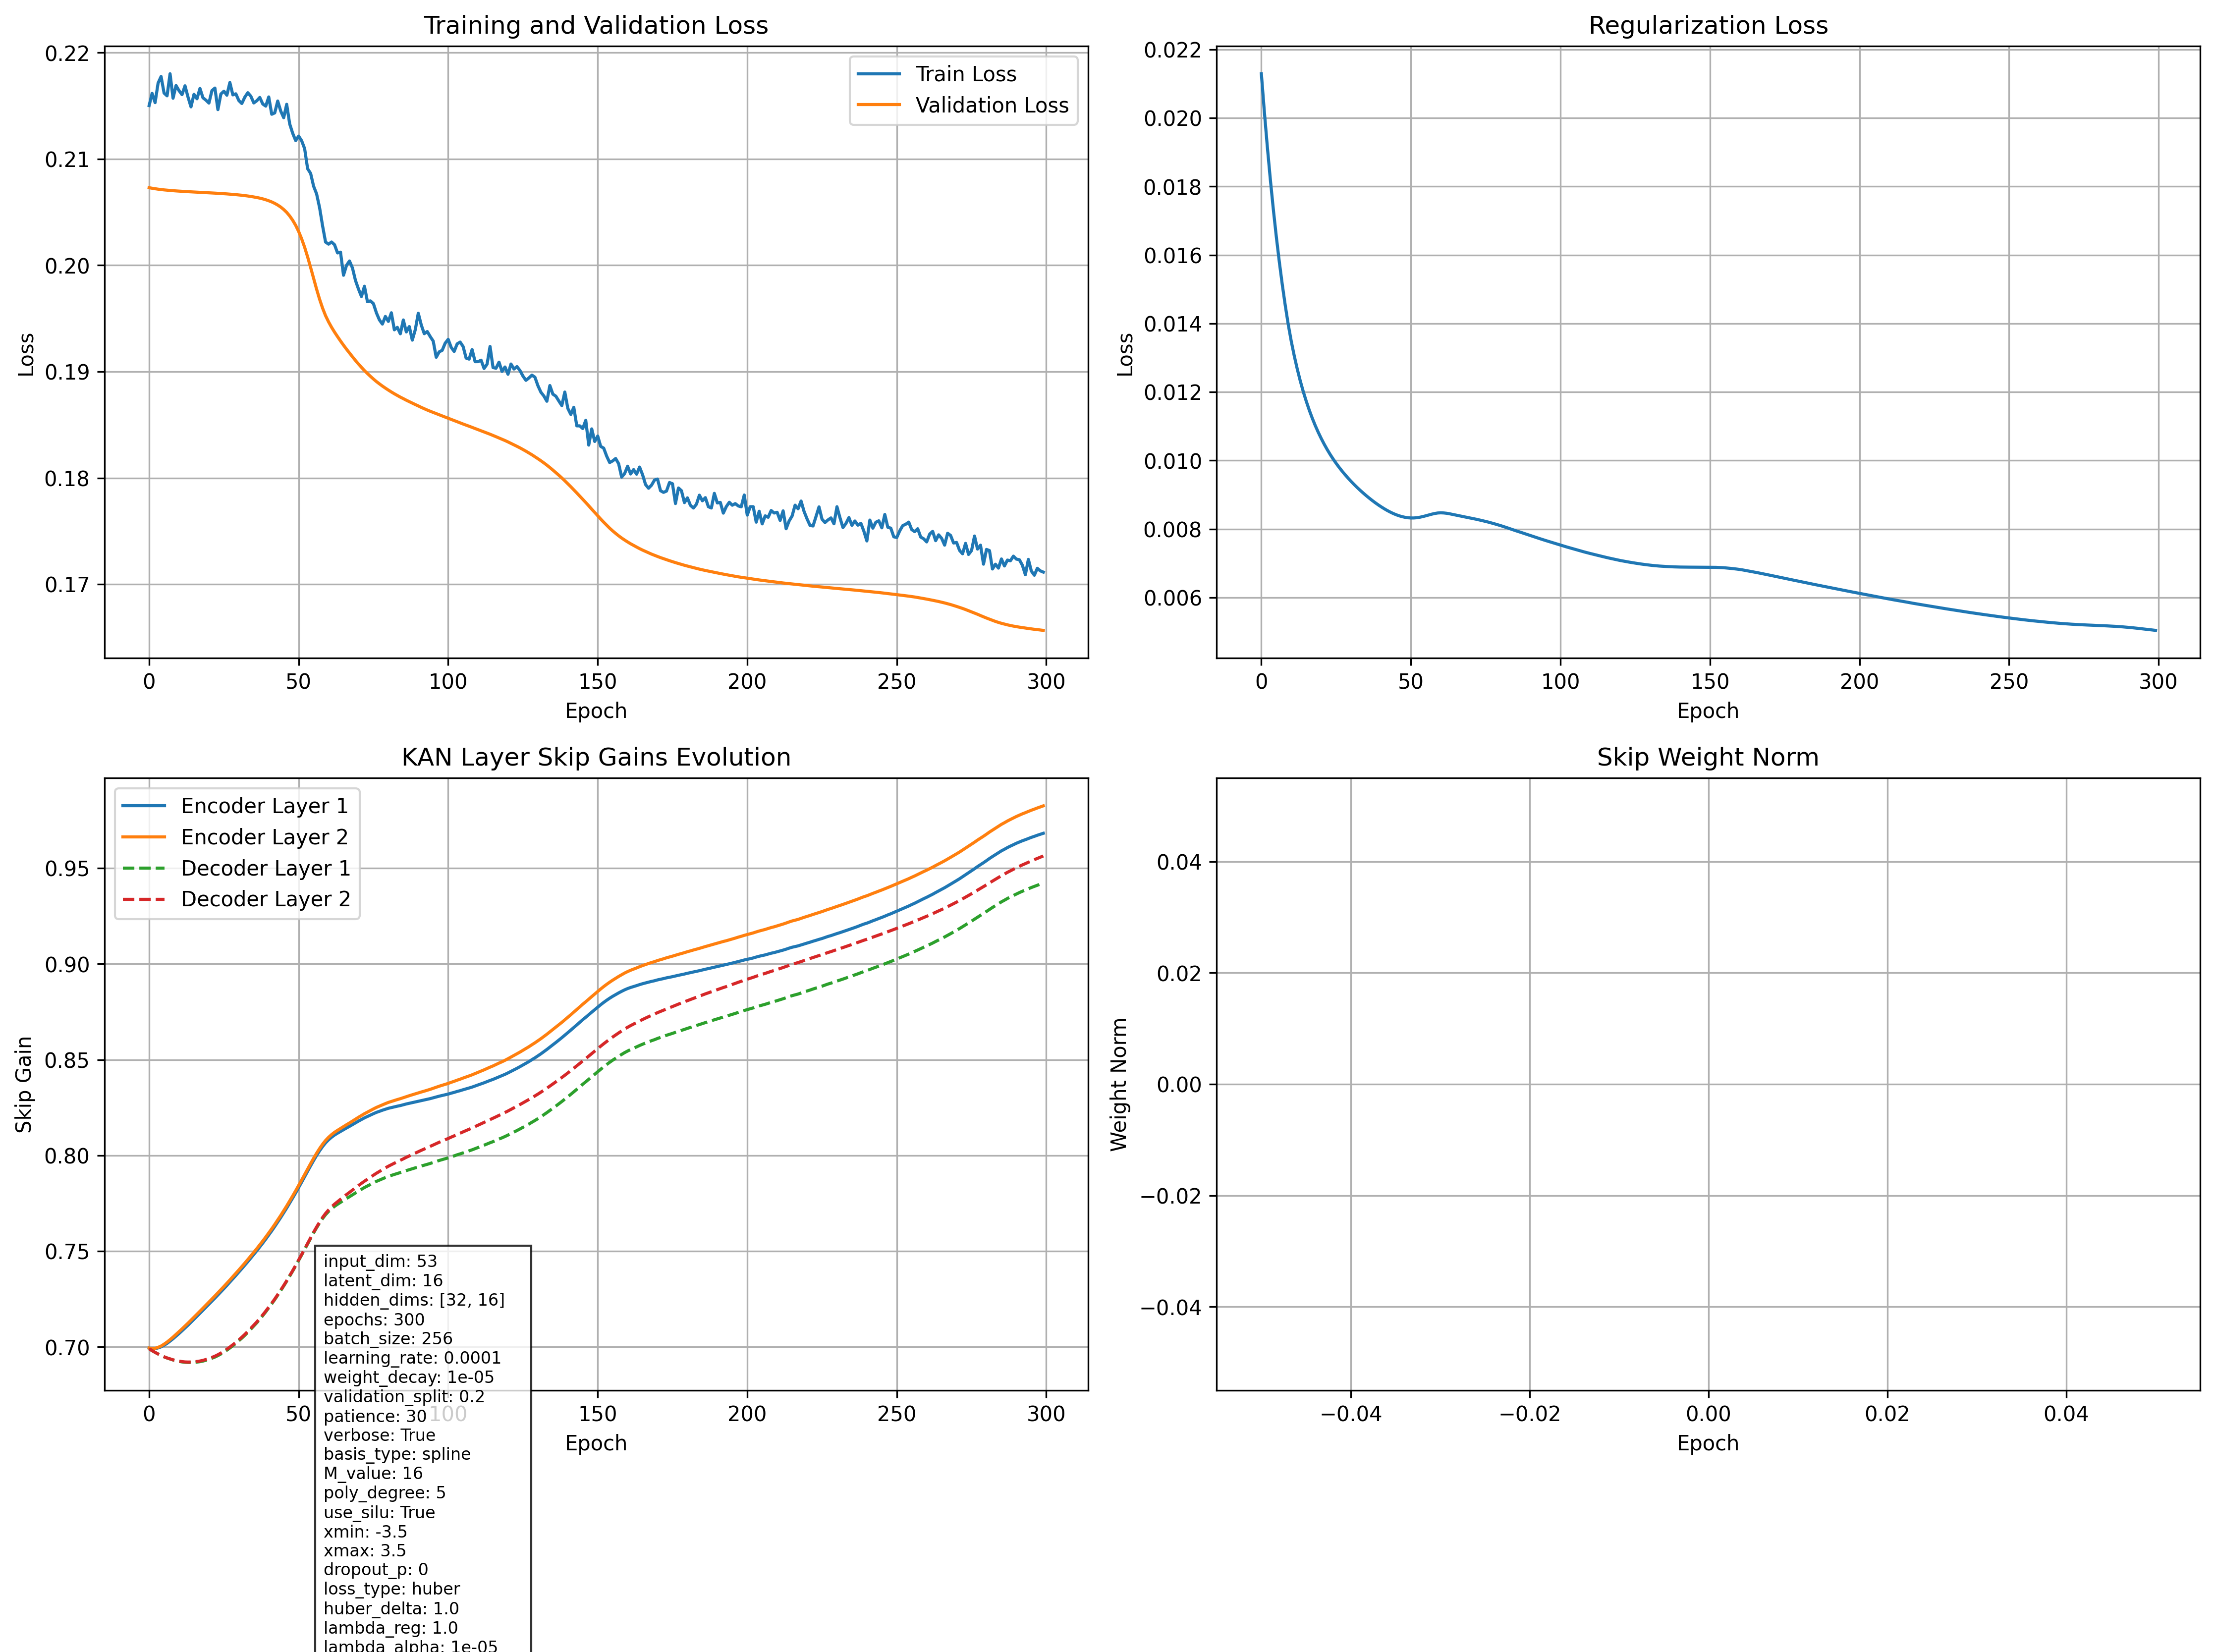 Training and Validation Loss
0.22
0.21
0.20
0.19
0.18
0.17
Loss
Train Loss
Validation Loss
0 50 100 150 200 250 300
Epoch
Regularization Loss
0.022
0.020
0.018
0.016
0.014
0.012
0.010
0.008
0.006
Loss
0 50 100 150 200 250 300
Epoch
KAN Layer Skip Gains Evolution
Encoder Layer 1
Encoder Layer 2
Decoder Layer 1
Decoder Layer 2
0.95
0.90
0.85
0.80
0.75
0.70
Skip Gain
0 50 100 150 200 250 300
Epoch
input_dim: 53
latent_dim: 16
hidden_dims: [32, 16]
epochs: 300
batch_size: 256
learning_rate: 0.0001
weight_decay: 1e-05
validation_split: 0.2
patience: 30
verbose: True
basis_type: spline
M_value: 16
poly_degree: 5
use_silu: True
xmin: -3.5
xmax: 3.5
dropout_p: 0
loss_type: huber
huber_delta: 1.0
lambda_reg: 1.0
lambda_alpha: 1e-05
Skip Weight Norm
0.04
0.02
0.00
−0.02
−0.04
Weight Norm
−0.04 −0.02 0.00 0.02 0.04
Epoch